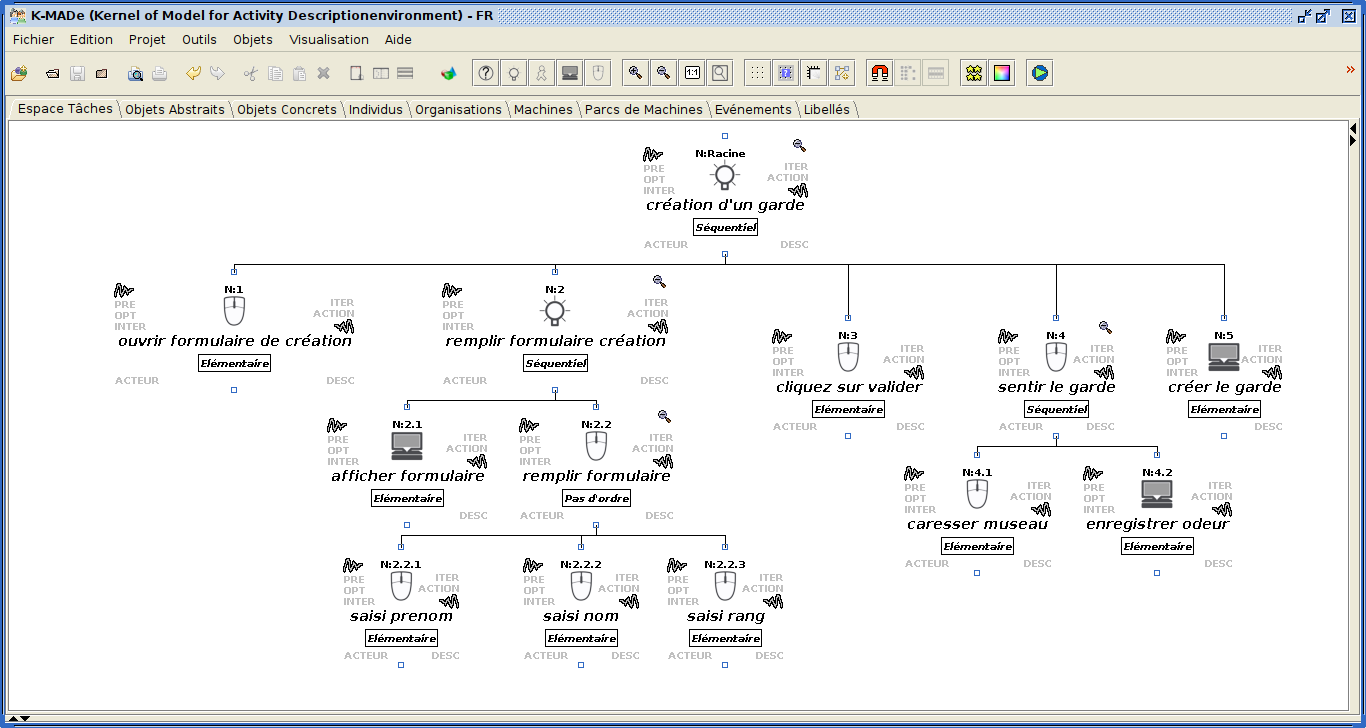 K-MADe (Kernel of Model for Activity Descriptionenvironment) - FR
Fichier Edition Projet Outils Objets Visualisation Aide
1:1
Espace Tâches Objets Abstraits Objets Concrets Individus Organisations Machines Parcs de Machines Evénements Libellés
N:Racine
PRE ITER
OPT ACTION
INTER
création d'un garde
Séquentiel
ACTEUR DESC
N:1
PRE ITER
OPT ACTION
INTER
ouvrir formulaire de création
Elémentaire
ACTEUR DESC
N:2
PRE ITER
OPT ACTION
INTER
remplir formulaire création
Séquentiel
ACTEUR DESC
N:3
PRE ITER
OPT ACTION
INTER
cliquez sur valider
Elémentaire
ACTEUR DESC
N:4
PRE ITER
OPT ACTION
INTER
sentir le garde
Séquentiel
ACTEUR DESC
N:5
PRE ITER
OPT ACTION
INTER
créer le garde
Elémentaire
ACTEUR DESC
N:2.1
PRE ITER
OPT ACTION
INTER
afficher formulaire
Elémentaire
DESC
N:2.2
PRE ITER
OPT ACTION
INTER
remplir formulaire
Pas d'ordre
ACTEUR DESC
N:4.1
PRE ITER
OPT ACTION
INTER
caresser museau
Elémentaire
ACTEUR DESC
N:4.2
PRE ITER
OPT ACTION
INTER
enregistrer odeur
Elémentaire
ACTEUR DESC
N:2.2.1
PRE ITER
OPT ACTION
INTER
saisi prenom
Elémentaire
ACTEUR DESC
N:2.2.2
PRE ITER
OPT ACTION
INTER
saisi nom
Elémentaire
ACTEUR DESC
N:2.2.3
PRE ITER
OPT ACTION
INTER
saisi rang
Elémentaire
ACTEUR DESC